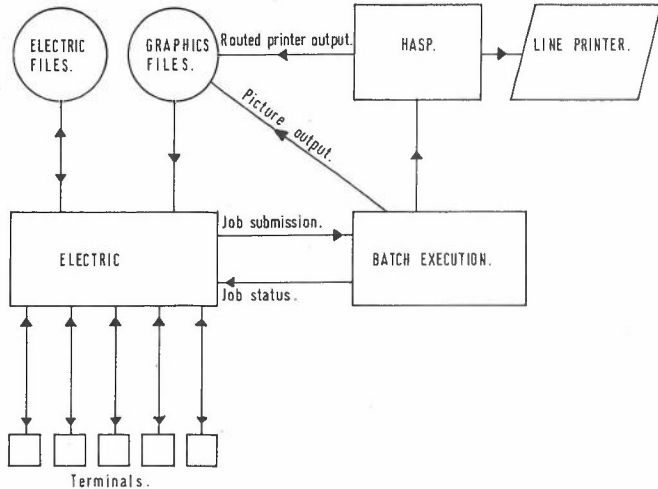 ELECTRIC
FILES.
GRAPHICS
FILES.
Routed printer output.
HASP.
LINE PRINTER.
Picture output.
Job submission.
ELECTRIC
BATCH EXECUTION.
Job status.
Terminals.